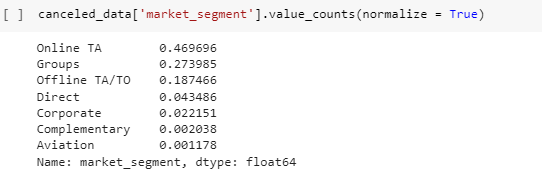 [ ] canceled_data['market_segment'].value_counts(normalize = True)
Online TA 0.469696
Groups 0.273985
Offline TA/TO 0.187466
Direct 0.043486
Corporate 0.022151
Complementary 0.002038
Aviation 0.001178
Name: market_segment, dtype: float64